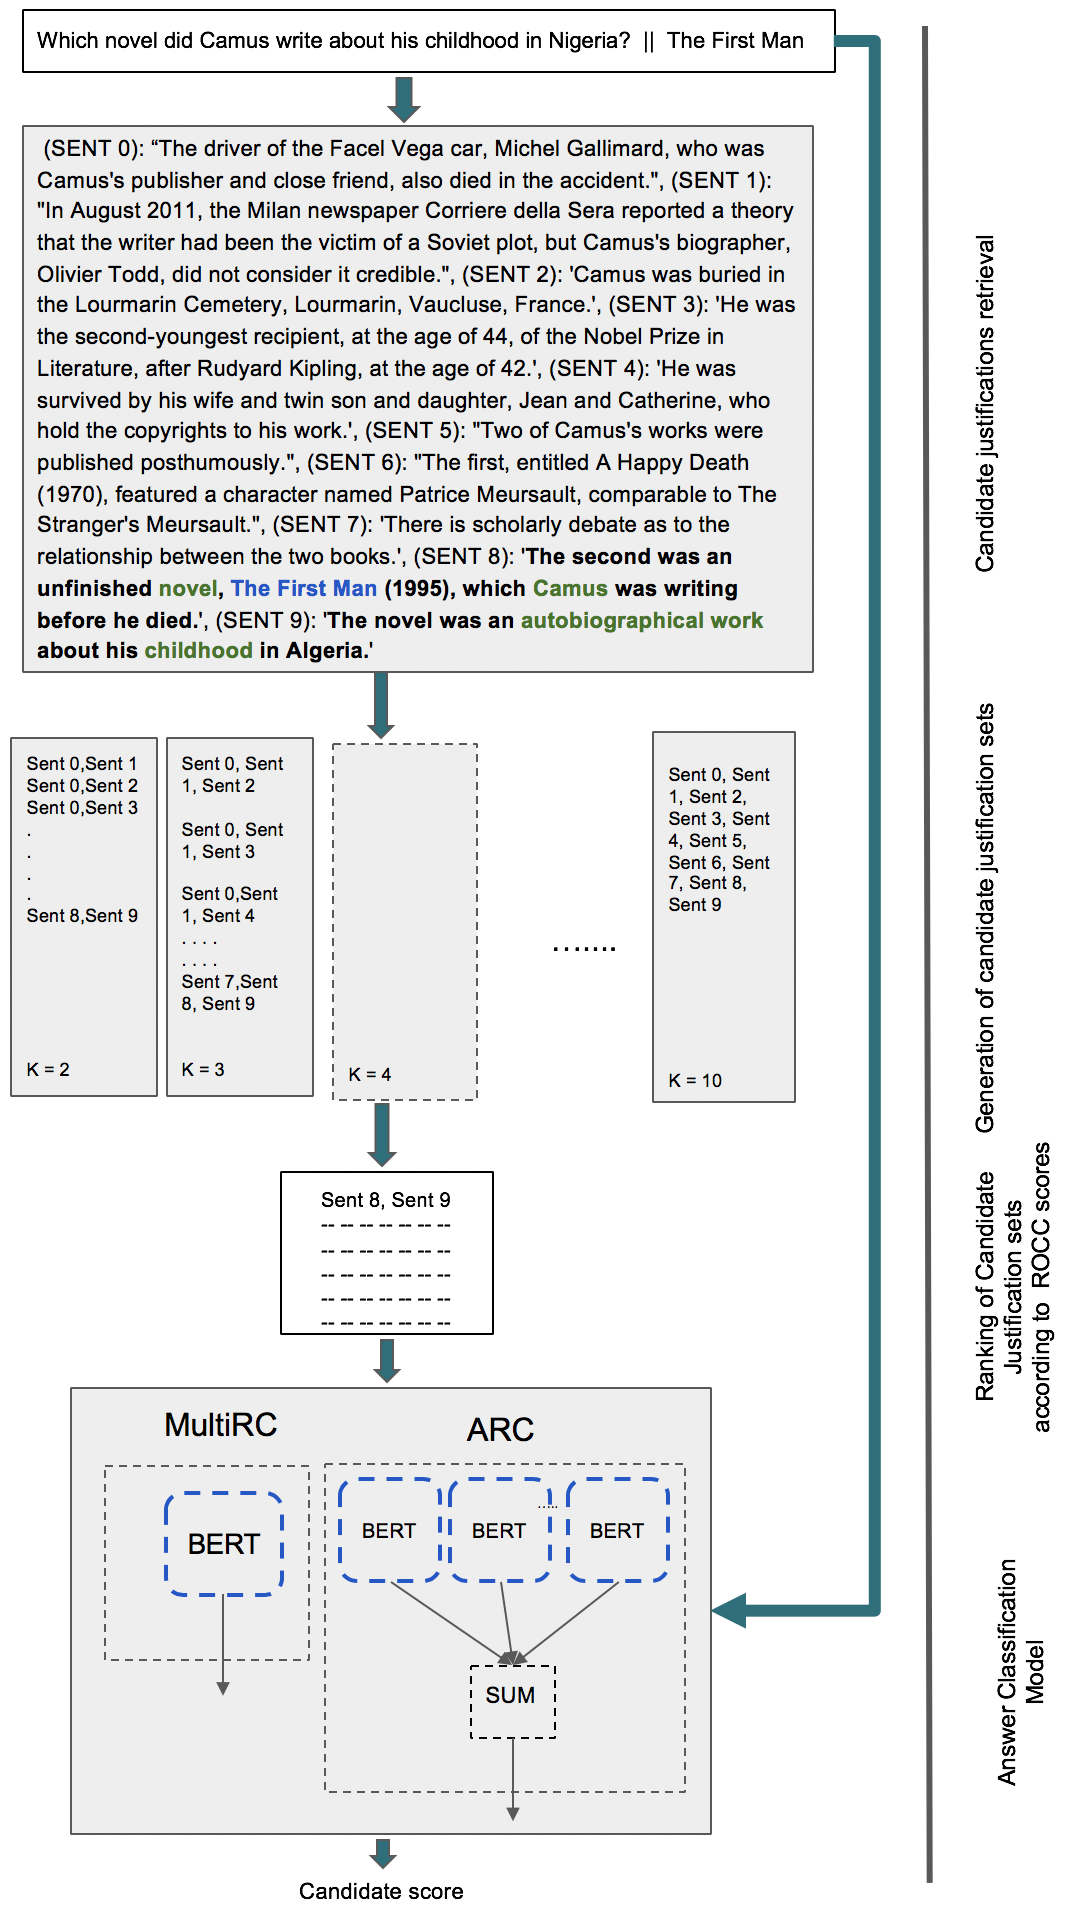 Which novel did Camus write about his childhood in Nigeria?  ||  The First Man
(SENT 0): “The driver of the Facel Vega car, Michel Gallimard, who was
Camus's publisher and close friend, also died in the accident.", (SENT 1):
"In August 2011, the Milan newspaper Corriere della Sera reported a theory
that the writer had been the victim of a Soviet plot, but Camus's biographer,
Olivier Todd, did not consider it credible.", (SENT 2): 'Camus was buried in
the Lourmarin Cemetery, Lourmarin, Vaucluse, France.', (SENT 3): 'He was
the second-youngest recipient, at the age of 44, of the Nobel Prize in
Literature, after Rudyard Kipling, at the age of 42.', (SENT 4): 'He was
survived by his wife and twin son and daughter, Jean and Catherine, who
hold the copyrights to his work.', (SENT 5): "Two of Camus's works were
published posthumously.", (SENT 6): "The first, entitled A Happy Death
(1970), featured a character named Patrice Meursault, comparable to The
Stranger's Meursault.", (SENT 7): 'There is scholarly debate as to the
relationship between the two books.', (SENT 8): 'The second was an
unfinished novel, The First Man (1995), which Camus was writing
before he died.', (SENT 9): 'The novel was an autobiographical work
about his childhood in Algeria.'
Candidate justifications retrieval
Sent 0,Sent 1
Sent 0,Sent 2
Sent 0,Sent 3
.
.
.
.
Sent 8,Sent 9
K = 2
Sent 0, Sent
1, Sent 2
Sent 0, Sent
1, Sent 3
Sent 0,Sent
1, Sent 4
. . . .
. . . .
Sent 7,Sent
8, Sent 9
K = 3
K = 4
........
Sent 0, Sent
1, Sent 2,
Sent 3, Sent
4, Sent 5,
Sent 6, Sent
7, Sent 8,
Sent 9
K = 10
Generation of candidate justification sets
Sent 8, Sent 9
-- -- -- -- -- -- --
-- -- -- -- -- -- --
-- -- -- -- -- -- --
-- -- -- -- -- -- --
-- -- -- -- -- -- --
Ranking of Candidate
Justification sets
according to  ROCC scores
MultiRC
BERT
ARC
BERT
BERT
.....
BERT
SUM
Answer Classification
Model
Candidate score